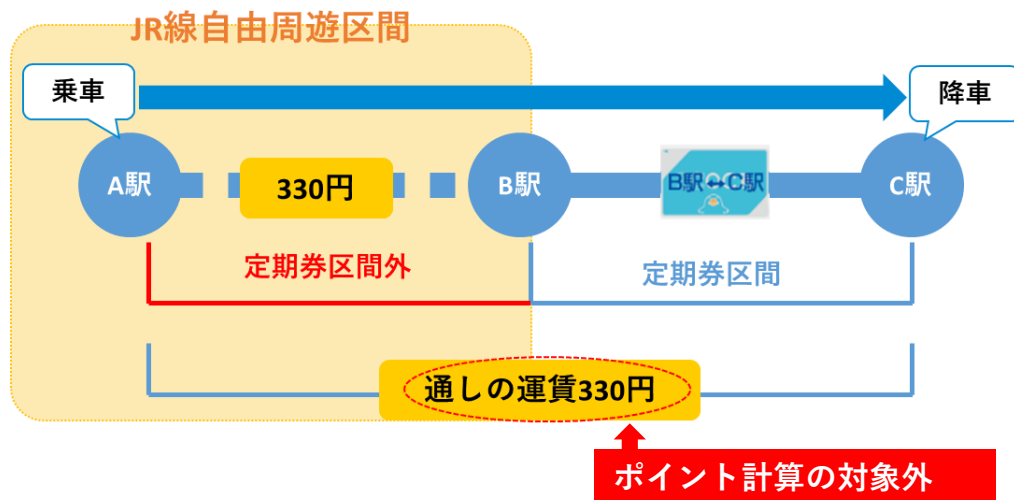 JR線自由周遊区間
乗車
降車
A駅
330円
B駅
B駅↔C駅
C駅
定期券区間外
定期券区間
通しの運賃330円
ポイント計算の対象外